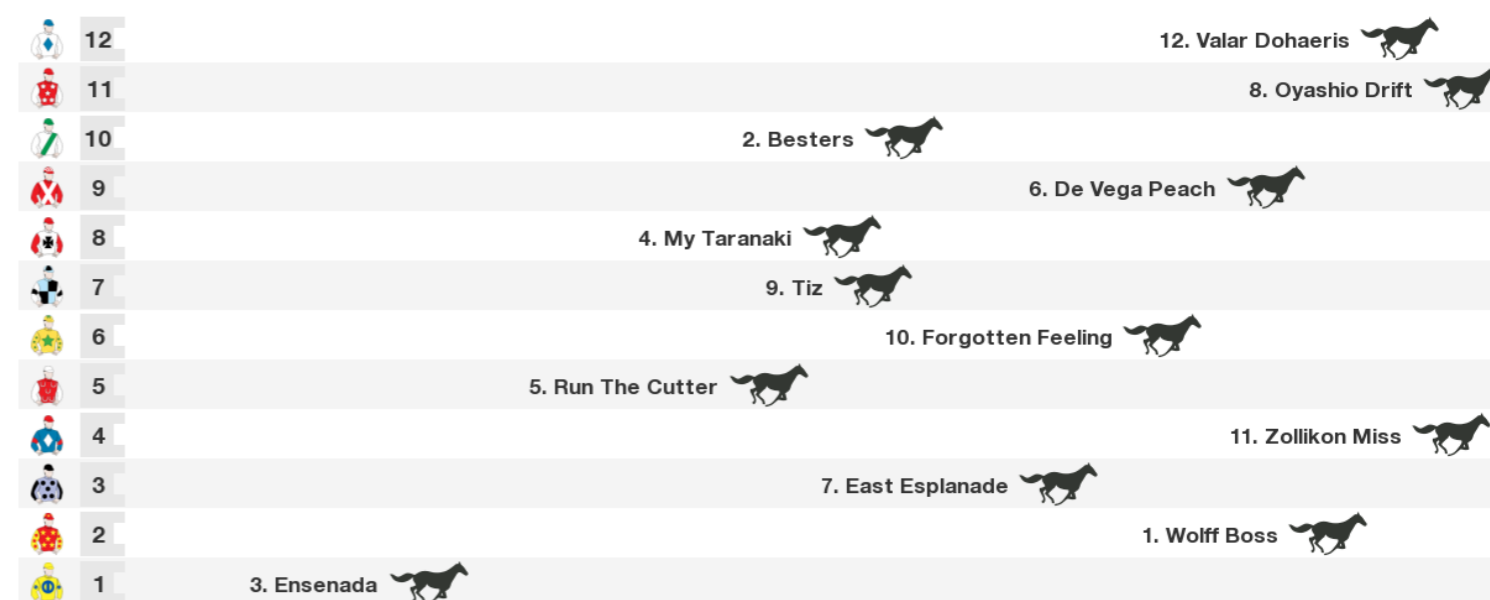 12 12. Valar Dohaeris
11 8. Oyashio Drift
10 2. Besters
9 6. De Vega Peach
8 4. My Taranaki
7 9. Tiz
6 10. Forgotten Feeling
5 5. Run The Cutter
4 11. Zollikon Miss
3 7. East Esplanade
2 1. Wolff Boss
1 3. Ensenada